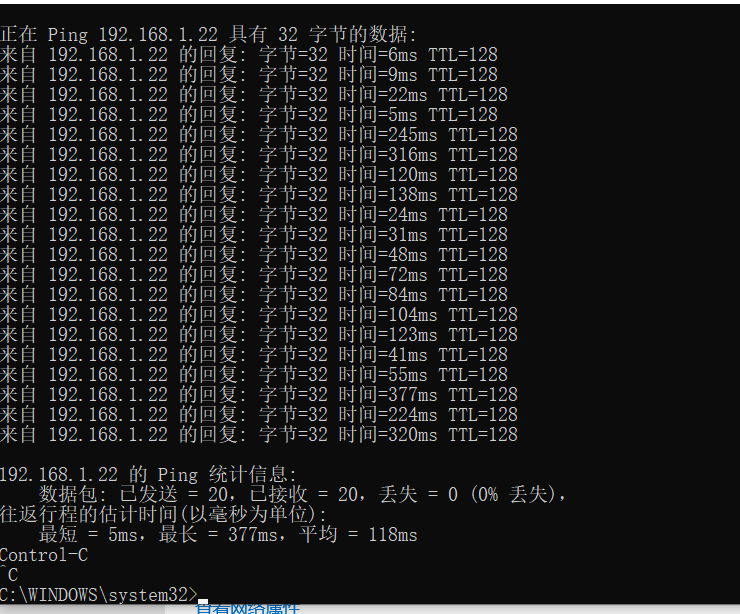 正在 Ping 192.168.1.22 具有 32 字节的数据:
来自 192.168.1.22 的回复: 字节=32 时间=6ms TTL=128
来自 192.168.1.22 的回复: 字节=32 时间=9ms TTL=128
来自 192.168.1.22 的回复: 字节=32 时间=22ms TTL=128
来自 192.168.1.22 的回复: 字节=32 时间=5ms TTL=128
来自 192.168.1.22 的回复: 字节=32 时间=245ms TTL=128
来自 192.168.1.22 的回复: 字节=32 时间=316ms TTL=128
来自 192.168.1.22 的回复: 字节=32 时间=120ms TTL=128
来自 192.168.1.22 的回复: 字节=32 时间=138ms TTL=128
来自 192.168.1.22 的回复: 字节=32 时间=24ms TTL=128
来自 192.168.1.22 的回复: 字节=32 时间=31ms TTL=128
来自 192.168.1.22 的回复: 字节=32 时间=48ms TTL=128
来自 192.168.1.22 的回复: 字节=32 时间=72ms TTL=128
来自 192.168.1.22 的回复: 字节=32 时间=84ms TTL=128
来自 192.168.1.22 的回复: 字节=32 时间=104ms TTL=128
来自 192.168.1.22 的回复: 字节=32 时间=123ms TTL=128
来自 192.168.1.22 的回复: 字节=32 时间=41ms TTL=128
来自 192.168.1.22 的回复: 字节=32 时间=55ms TTL=128
来自 192.168.1.22 的回复: 字节=32 时间=377ms TTL=128
来自 192.168.1.22 的回复: 字节=32 时间=224ms TTL=128
来自 192.168.1.22 的回复: 字节=32 时间=320ms TTL=128
192.168.1.22 的 Ping 统计信息:
数据包: 已发送 = 20，已接收 = 20，丢失 = 0 (0% 丢失)，
往返行程的估计时间(以毫秒为单位):
最短 = 5ms，最长 = 377ms，平均 = 118ms
Control-C
^C
C:\WINDOWS\system32>
查看网络属性